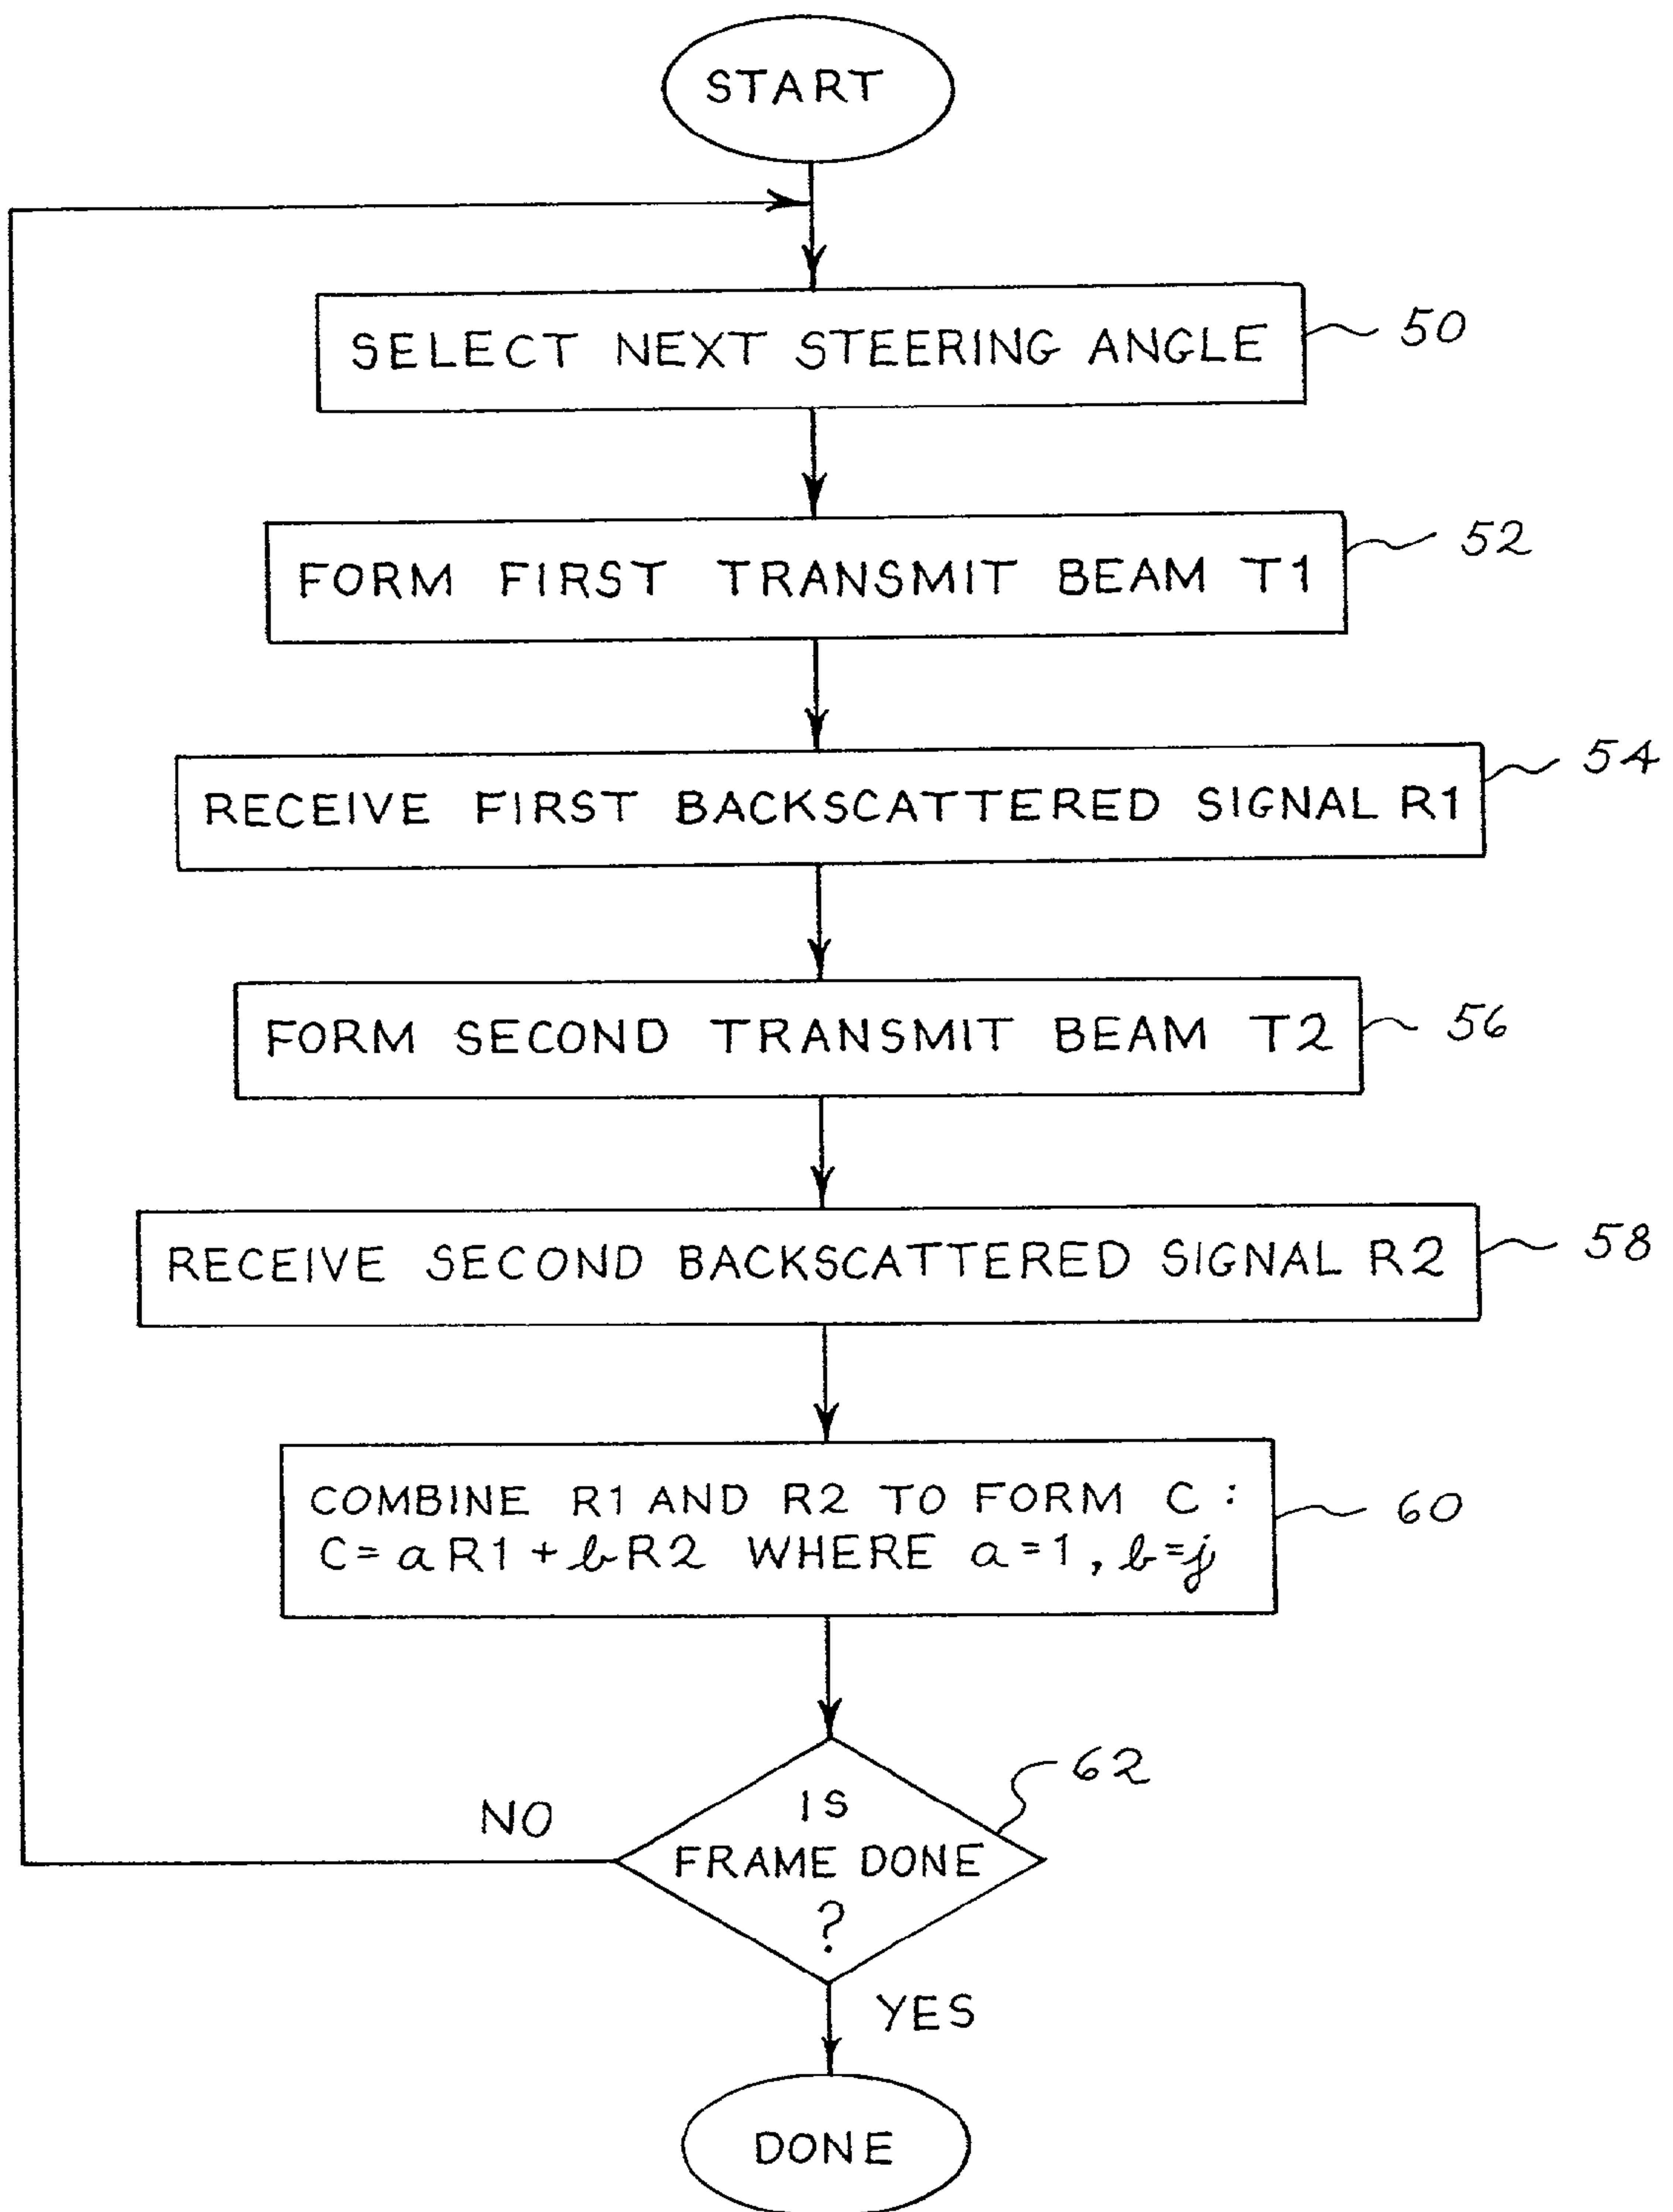 START
SELECT NEXT STEERING ANGLE
50
FORM FIRST TRANSMIT BEAM T1
52
RECEIVE FIRST BACKSCATTERED SIGNAL R1
54
FORM SECOND TRANSMIT BEAM T2
56
RECEIVE SECOND BACKSCATTERED SIGNAL R2
58
COMBINE R1 AND R2 TO FORM C :
C = a R1 + b R2 WHERE a = 1 , b = j
60
62
IS
FRAME DONE
?
NO
YES
DONE